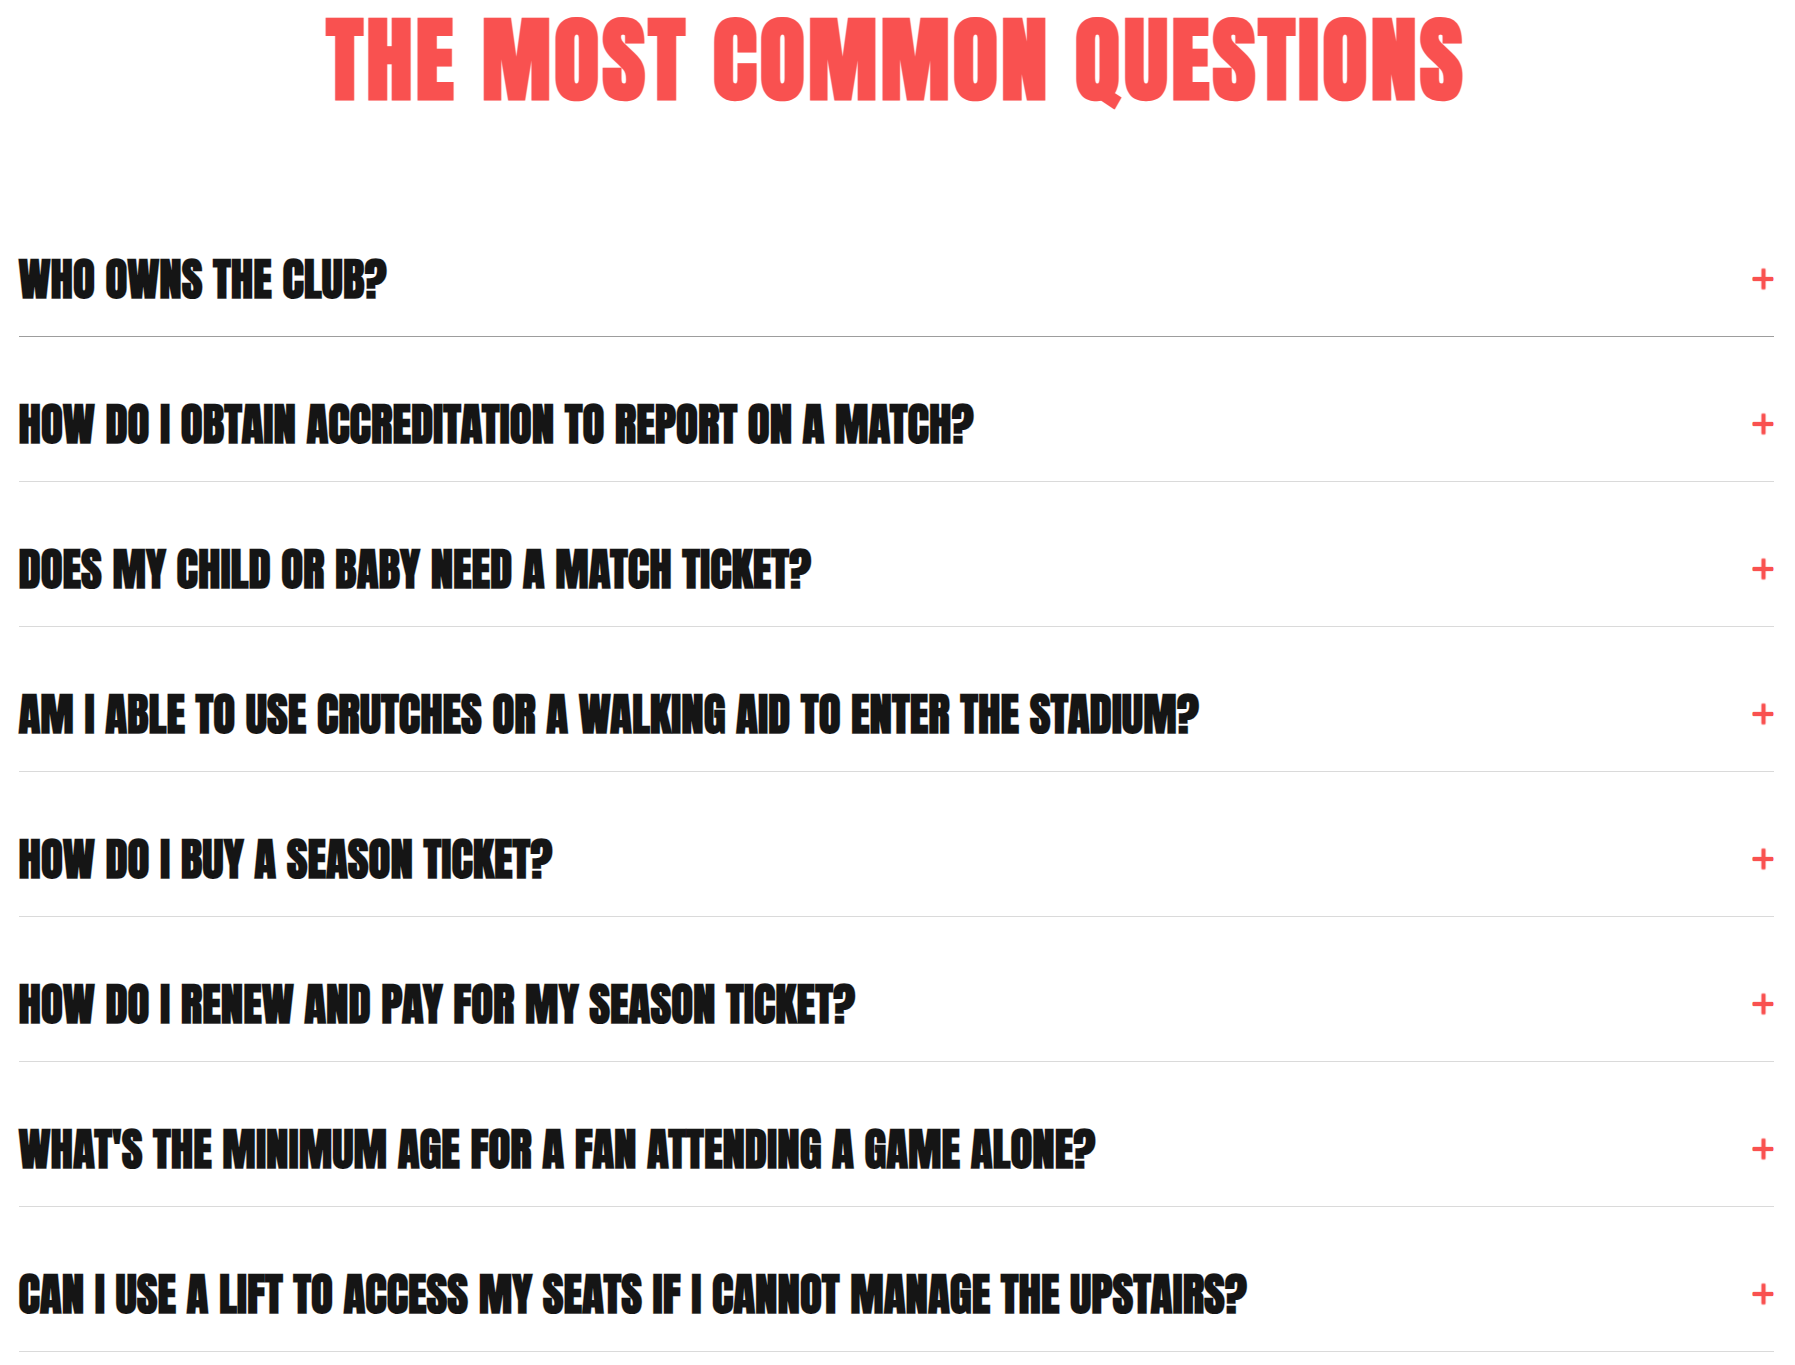 THE MOST COMMON QUESTIONS
WHO OWNS THE CLUB?
HOW DO I OBTAIN ACCREDITATION TO REPORT ON A MATCH?
DOES MY CHILD OR BABY NEED A MATCH TICKET?
AM I ABLE TO USE CRUTCHES OR A WALKING AID TO ENTER THE STADIUM?
HOW DO I BUY A SEASON TICKET?
HOW DO I RENEW AND PAY FOR MY SEASON TICKET?
WHAT'S THE MINIMUM AGE FOR A FAN ATTENDING A GAME ALONE?
CAN I USE A LIFT TO ACCESS MY SEATS IF I CANNOT MANAGE THE UPSTAIRS?